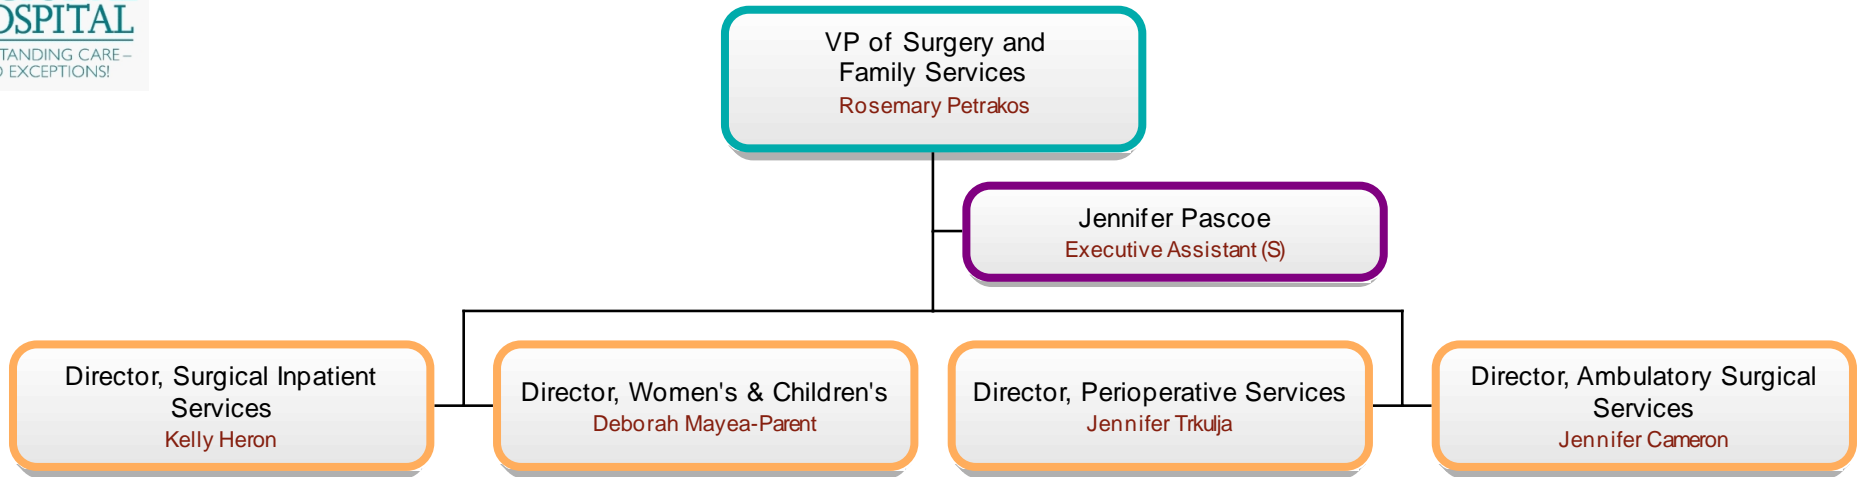 OSPITAL
TANDING CARE–
EXCEPTIONS!
VP of Surgery and
Family Services
Rosemary Petrakos
Jennifer Pascoe
Executive Assistant (S)
Director, Surgical Inpatient
Services
Kelly Heron
Director, Women's & Children's
Deborah Mayea-Parent
Director, Perioperative Services
Jennifer Trkulja
Director, Ambulatory Surgical
Services
Jennifer Cameron